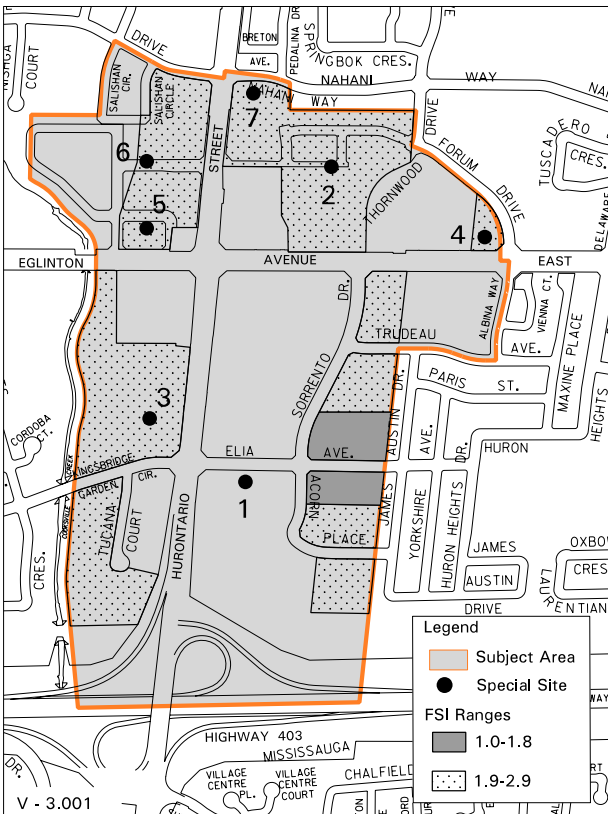 NISHGA
COURT
DRIVE
SALISHAN
CIR.
SALISHAN
CIRCLE
BRETON
AVE.
PEDALINA DR
SPRINGBOK CRES.
NAHANI WAY
NAHANI WAY
STREET
7
6
5
2
4
DRIVE
FORUM
DRIVE
THORNWOOD
TUSCADERO
CRES.
DELAWARE
EGLINTON AVENUE EAST
DR.
SORRENTO
ALBINA WAY
VIENNA CT.
TRUDEAU
AVE.
PARIS ST.
MAXINE PLACE
HEIGHTS
3
CORDOBA
CT.
CREEK
COOKSVILLE
KINGSBRIDGE
GARDEN CIR.
ELIA AVE.
1
ACORN
PLACE
JAMES AUSTIN DR.
YORKSHIRE AVE.
HURON HEIGHTS DR.
HURON
TUCANA
COURT
HURONTARIO
CRES.
JAMES
AUSTIN
DRIVE
OXBOW
CRES
LAURENTIAN
WAY
HIGHWAY 403
MISSISSAUGA
VILLAGE
CENTRE
PL.
VILLAGE
CENTRE
COURT
CHALFIELD
DR.
Legend
Subject Area
Special Site
FSI Ranges
1.0-1.8
1.9-2.9
V - 3.001